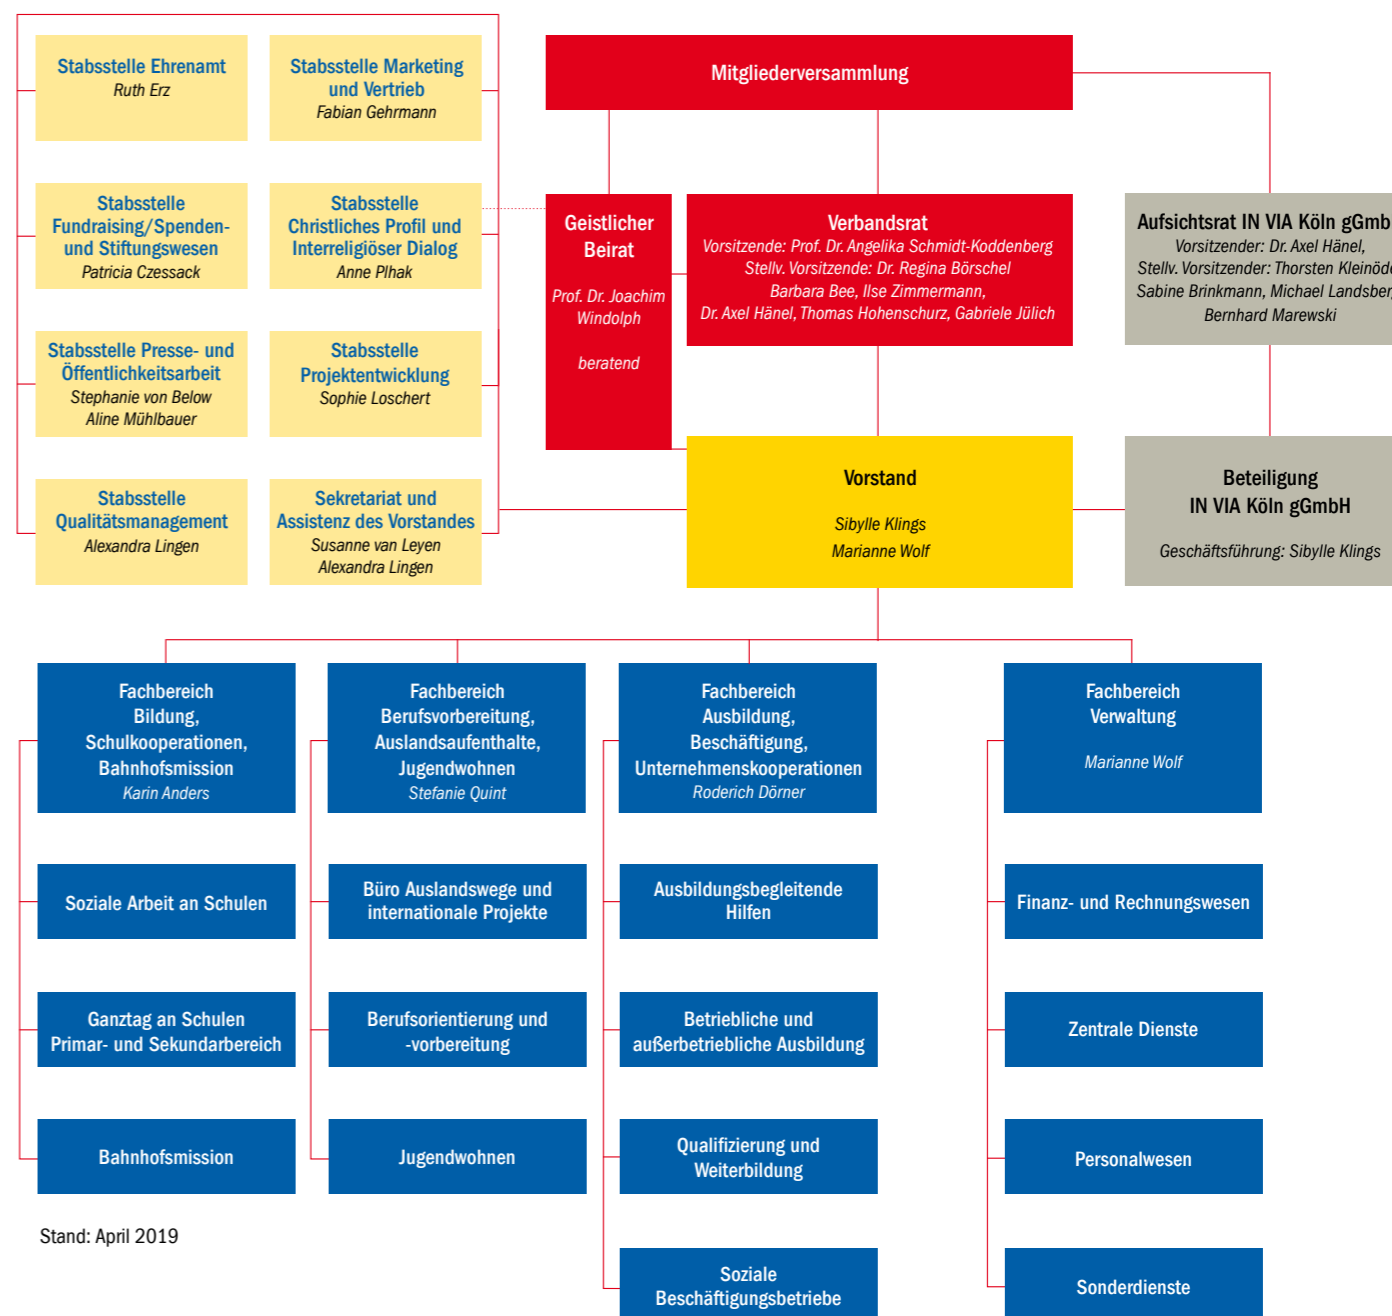 Stabsstelle Ehrenamt
Ruth Erz
Stabsstelle Marketing
und Vertrieb
Fabian Gehrmann
Mitgliederversammlung
Stabsstelle
Fundraising/Spenden-
und Stiftungswesen
Patricia Czessack
Stabsstelle
Christliches Profil und
Interreligiöser Dialog
Anne Plhak
Geistlicher
Beirat
Prof. Dr. Joachim
Windolph
beratend
Verbandsrat
Vorsitzende: Prof. Dr. Angelika Schmidt-Koddenberg
Stellv. Vorsitzende: Dr. Regina Börschel
Barbara Bee, Ilse Zimmermann,
Dr. Axel Hänel, Thomas Hohenschurz, Gabriele Jülich
Aufsichtsrat IN VIA Köln
Vorsitzender: Dr. Axel Hänel,
Stellv. Vorsitzender: Thorsten
Sabine Brinkmann, Michael
Bernhard Marewski
Stabsstelle Presse- und
Öffentlichkeitsarbeit
Stephanie von Below
Aline Mühlbauer
Stabsstelle
Projektentwicklung
Sophie Loschert
Stabsstelle
Qualitätsmanagement
Alexandra Lingen
Sekretariat und
Assistenz des Vorstandes
Susanne van Leyen
Alexandra Lingen
Vorstand
Sibylle Klings
Marianne Wolf
Beteiligung
IN VIA Köln gGmbH
Geschäftsführung: Sibylle Klings
Fachbereich
Bildung,
Schulkooperationen,
Bahnhofsmission
Karin Anders
Fachbereich
Berufsvorbereitung,
Auslandsaufenthalte,
Jugendwohnen
Stefanie Quint
Fachbereich
Ausbildung,
Beschäftigung,
Unternehmenskooperationen
Roderich Dörner
Fachbereich
Verwaltung
Marianne Wolf
Soziale Arbeit an Schulen
Büro Auslandswege und
internationale Projekte
Ausbildungsbegleitende
Hilfen
Finanz- und Rechnungswesen
Ganztag an Schulen
Primar- und Sekundarbereich
Berufsorientierung und
-vorbereitung
Betriebliche und
außerbetriebliche Ausbildung
Zentrale Dienste
Bahnhofsmission
Jugendwohnen
Qualifizierung und
Weiterbildung
Personalwesen
Stand: April 2019
Soziale
Beschäftigungsbetriebe
Sonderdienste